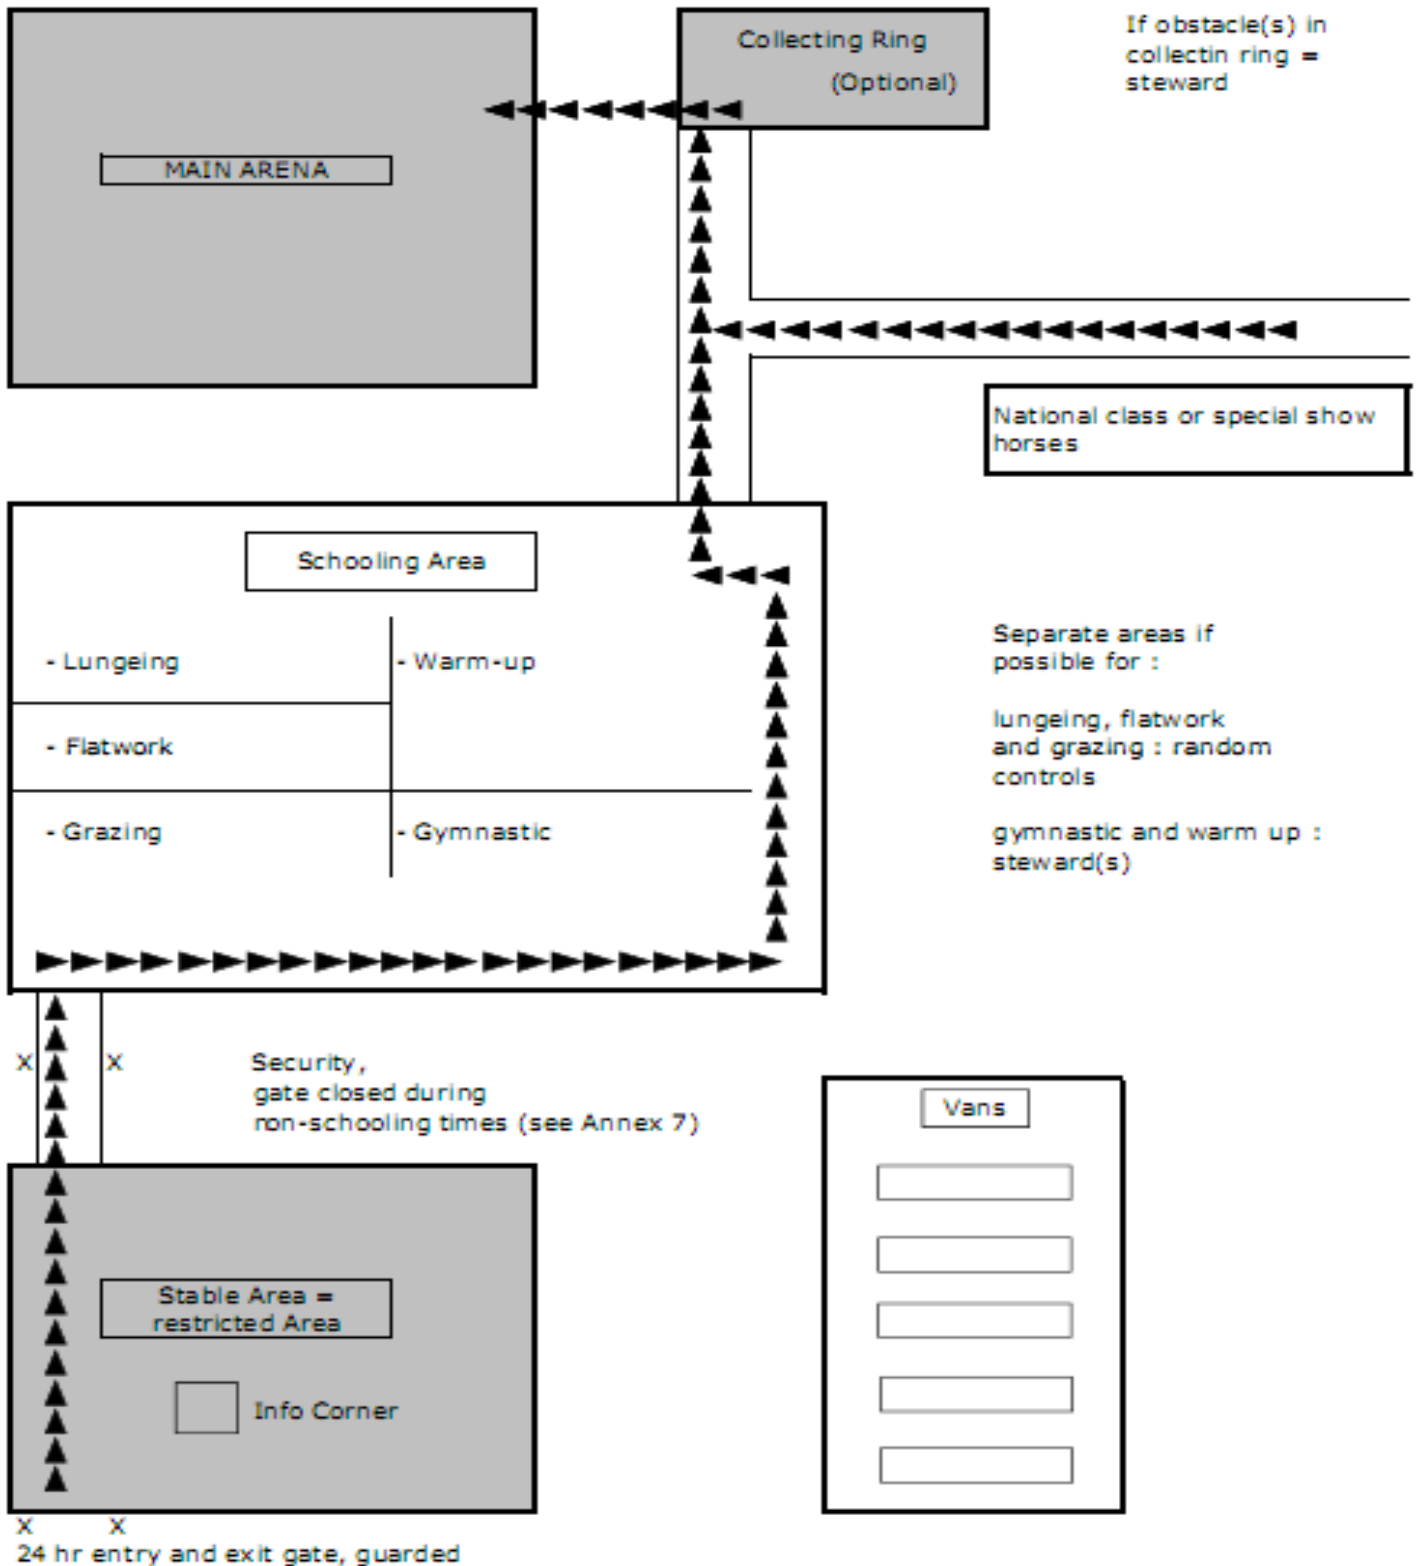 Collecting Ring
(Optional)
If obstacle(s) in
collectin ring =
steward
MAIN ARENA
National class or special show
horses
Schooling Area
- Lungeing
- Warm-up
- Flatwork
- Grazing
- Gymnastic
Separate areas if
possible for :
lungeing, flatwork
and grazing : random
controls
gymnastic and warm up :
steward(s)
X
X
Security,
gate closed during
non-schooling times (see Annex 7)
Vans
Stable Area =
restricted Area
Info Corner
X
X
24 hr entry and exit gate, guarded